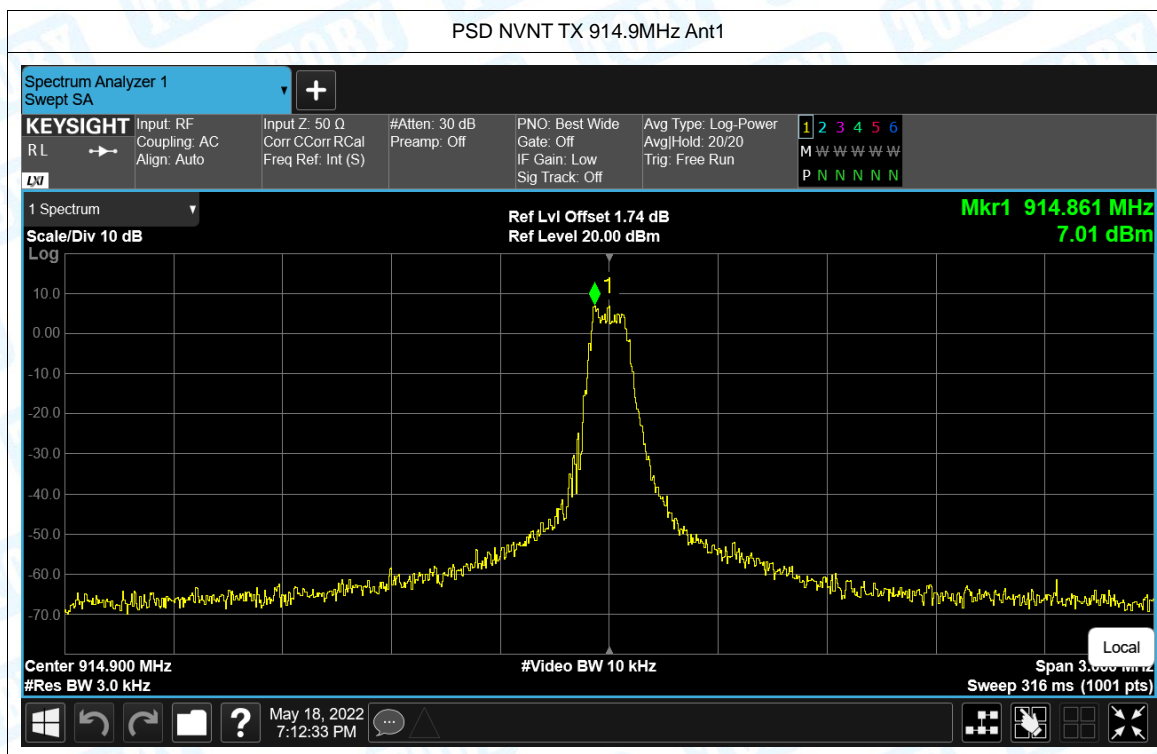 PSD NVNT TX 914.9MHz Ant1
Spectrum Analyzer 1
Swept SA
KEYSIGHT
R L
LXI
Input: RF
Coupling: AC
Align: Auto
Input Z: 50 Ω
Corr CCorr RCal
Freq Ref: Int (S)
#Atten: 30 dB
Preamp: Off
PNO: Best Wide
Gate: Off
IF Gain: Low
Sig Track: Off
Avg Type: Log-Power
Avg|Hold: 20/20
Trig: Free Run
1 2 3 4 5 6
M W W W W W
P N N N N N
1 Spectrum
Scale/Div 10 dB
Ref Lvl Offset 1.74 dB
Ref Level 20.00 dBm
Mkr1 914.861 MHz
7.01 dBm
Log
1
10.0
0.00
-10.0
-20.0
-30.0
-40.0
-50.0
-60.0
-70.0
Local
Center 914.900 MHz
#Video BW 10 kHz
Span 3.000 MHz
#Res BW 3.0 kHz
Sweep 316 ms (1001 pts)
?
May 18, 2022
7:12:33 PM
TOBY